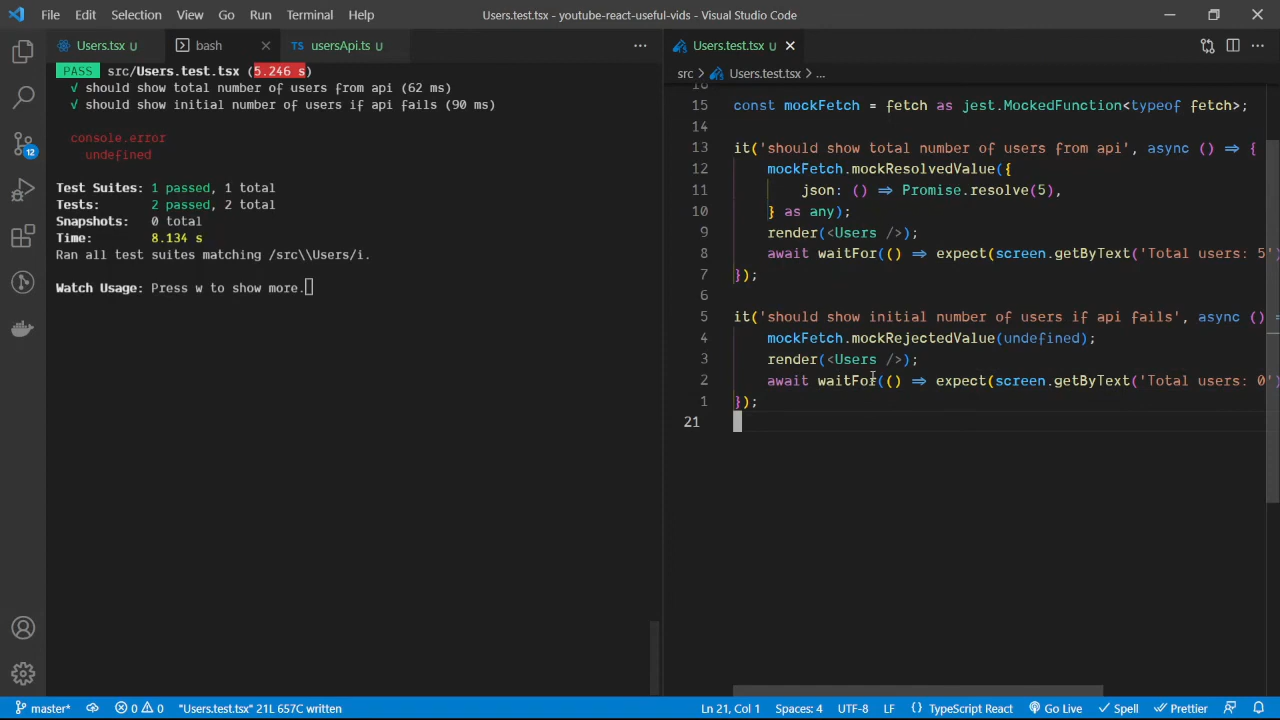 File Edit Selection View Go Run Terminal Help Users.test.tsx - youtube-react-useful-vids - Visual Studio Code
Users.tsx U bash usersApi.ts U
TS
Users.test.tsx U
PASS src/Users.test.tsx (5.246 s)
√ should show total number of users from api (62 ms)
√ should show initial number of users if api fails (90 ms)
console.error
undefined
Test Suites: 1 passed, 1 total
Tests: 2 passed, 2 total
Snapshots: 0 total
Time: 8.134 s
Ran all test suites matching /src\\Users/i.
Watch Usage: Press w to show more.
12
src › Users.test.tsx › ...
15 const mockFetch = fetch as jest.MockedFunction<typeof fetch>;
14
13 it('should show total number of users from api', async () => {
12 mockFetch.mockResolvedValue({
11 json: () => Promise.resolve(5),
10 } as any);
9 render(<Users />);
8 await waitFor(() => expect(screen.getByText('Total users: 5')
7 });
6
5 it('should show initial number of users if api fails', async ()
4 mockFetch.mockRejectedValue(undefined);
3 render(<Users />);
2 await waitFor(() => expect(screen.getByText('Total users: 0')
1 });
21
master* 0 0 "Users.test.tsx" 21L 657C written Ln 21, Col 1 Spaces: 4 UTF-8 LF TypeScript React Go Live Spell Prettier